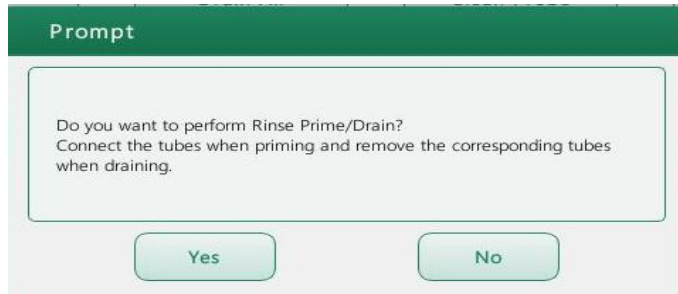 Prompt
Do you want to perform Rinse Prime/Drain?
Connect the tubes when priming and remove the corresponding tubes
when draining.
Yes
No